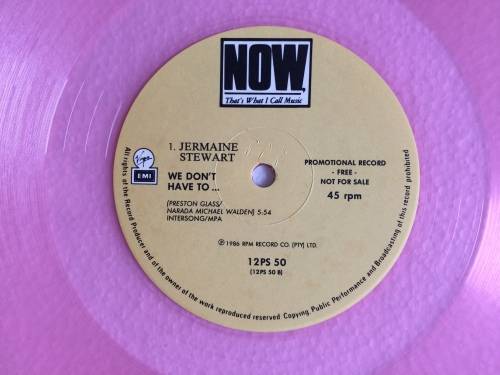 NOW,
That's What I Call Music
1. JERMAINE
STEWART
WE DON'T
HAVE TO ...
(PRESTON GLASS/
NARADA MICHAEL WALDEN) 5:54
INTERSONG/MPA
Virgin
EMI
PROMOTIONAL RECORD
- FREE -
NOT FOR SALE
45 rpm
℗ 1986 RPM RECORD CO. (PTY) LTD.
12PS 50
(12PS 50 B)
All rights of the Record Producer and of the owner of the work reproduced reserved Copying, Public Performance and Broadcasting of this record prohibited